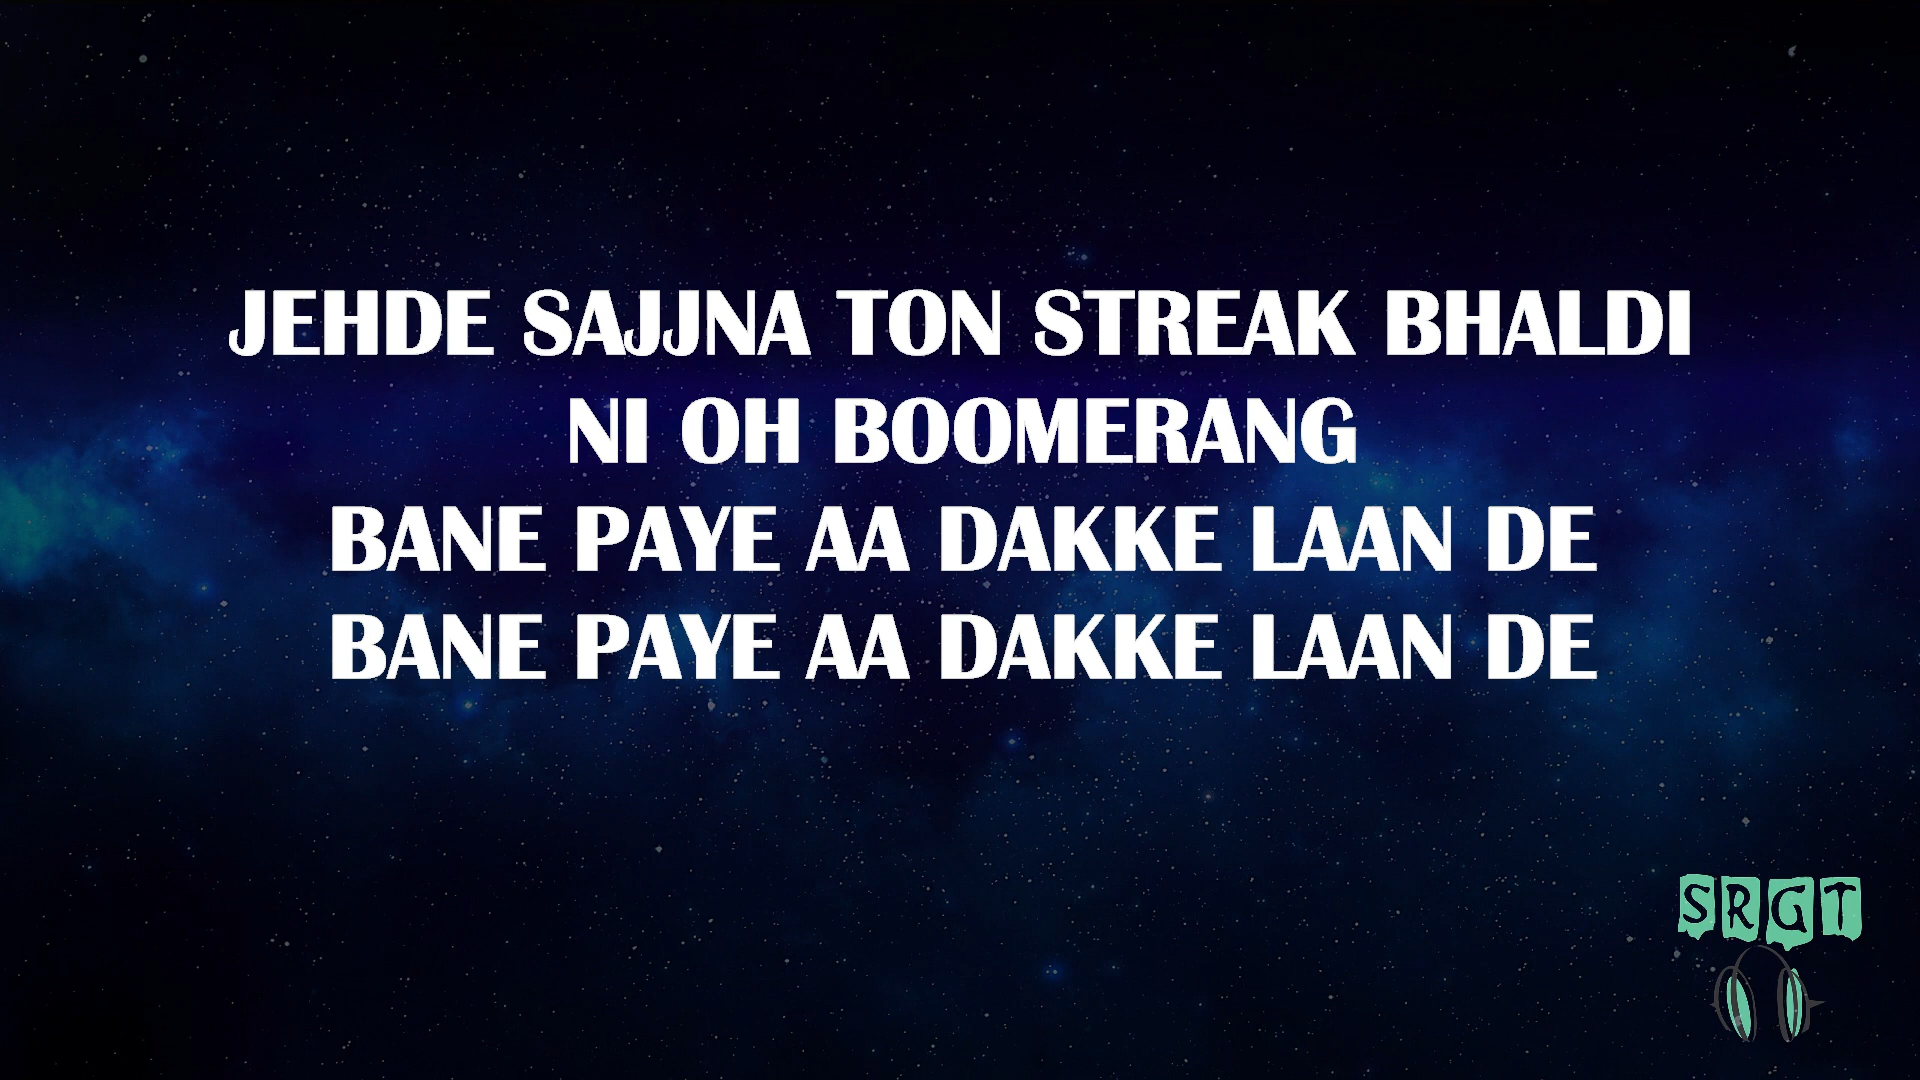 JEHDE SAJJNA TON STREAK BHALDI
NI OH BOOMERANG
BANE PAYE AA DAKKE LAAN DE
BANE PAYE AA DAKKE LAAN DE
SRGT